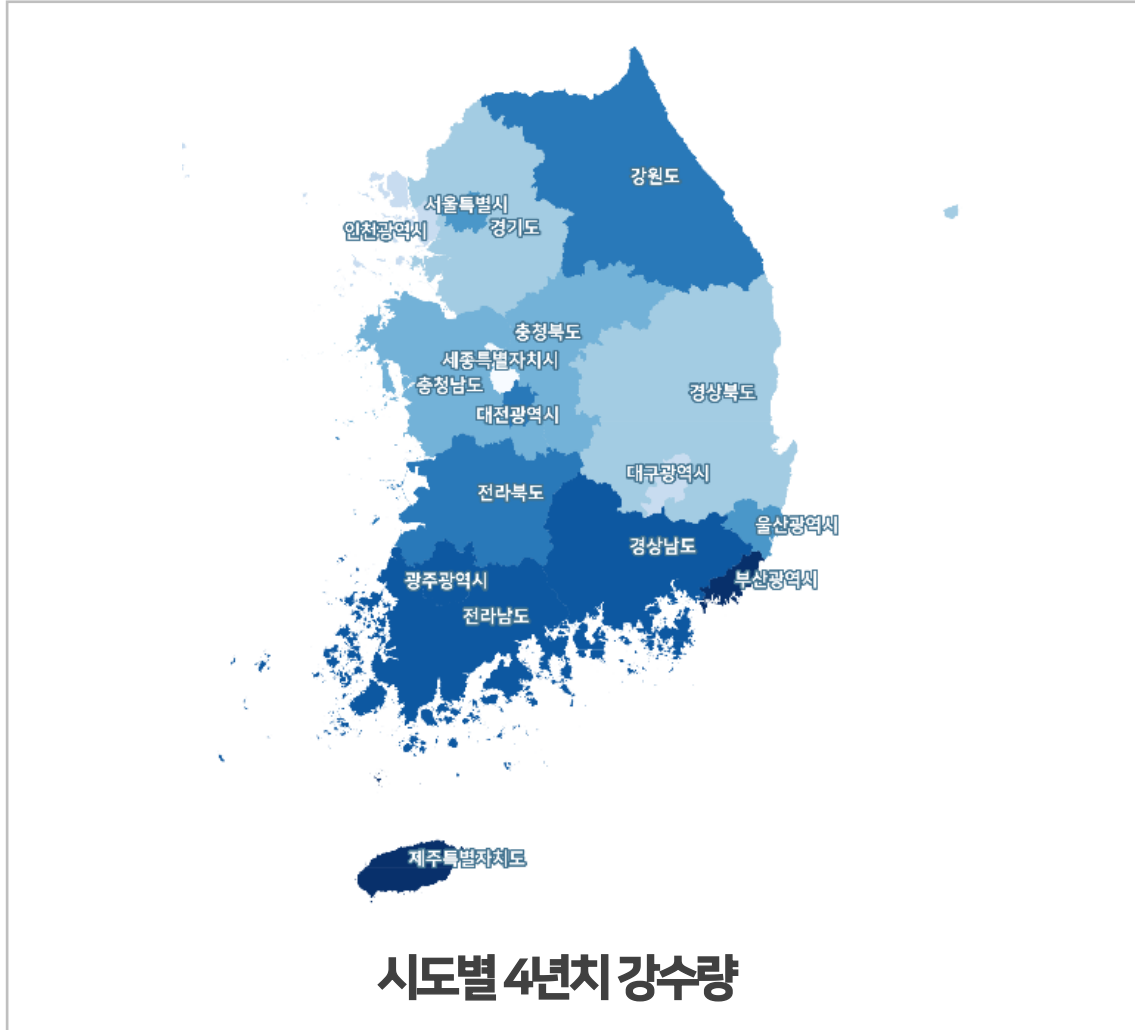 강원도
서울특별시
경기도
인천광역시
충청북도
세종특별자치시
충청남도
경상북도
대전광역시
대구광역시
전라북도
울산광역시
경상남도
부산광역시
광주광역시
전라남도
제주특별자치도
시도별 4년치 강수량